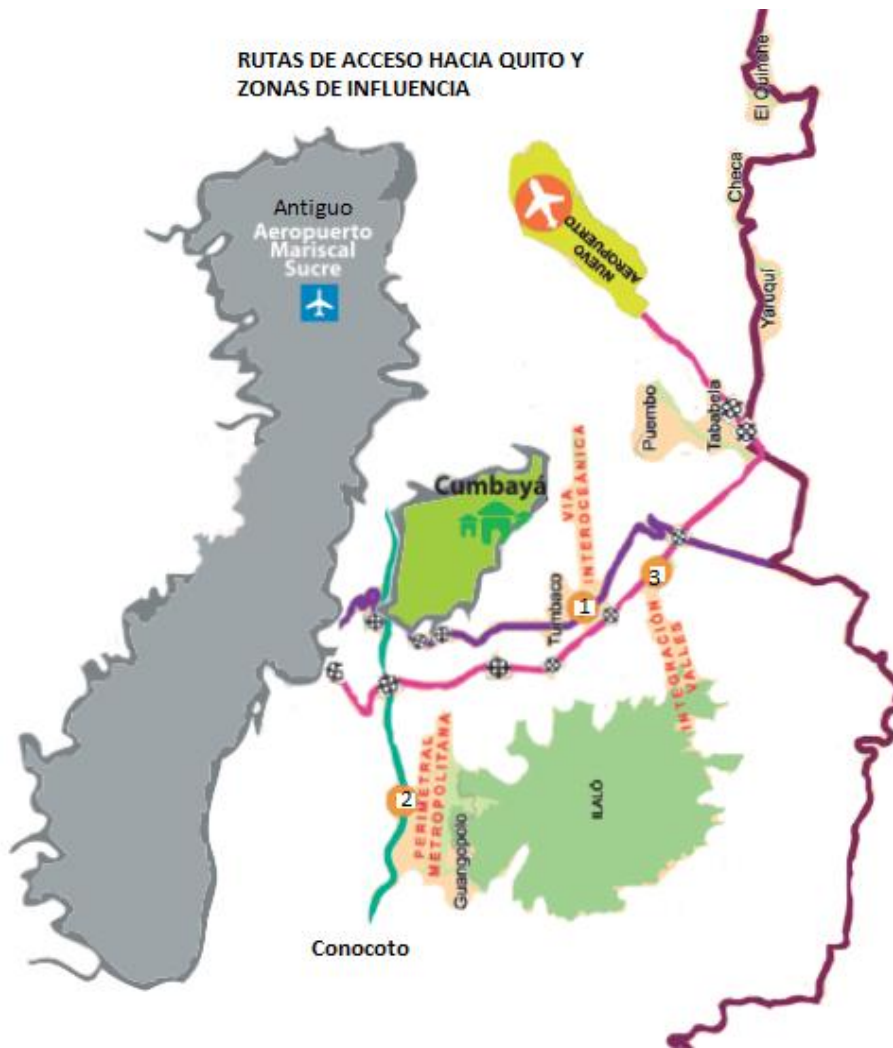 RUTAS DE ACCESO HACIA QUITO Y
ZONAS DE INFLUENCIA
El Quinche
Antiguo
Aeropuerto
Mariscal
Sucre
Checa
NUEVO
AEROPUERTO
Yaruquí
Puembo
Tababela
Cumbayá
VIA
INTEROCEÁNICA
Tumbaco
1
3
INTEGRACIÓN
VALLES
2
PERIMETRAL
METROPOLITANA
Guangopolo
ILALÓ
Conocoto